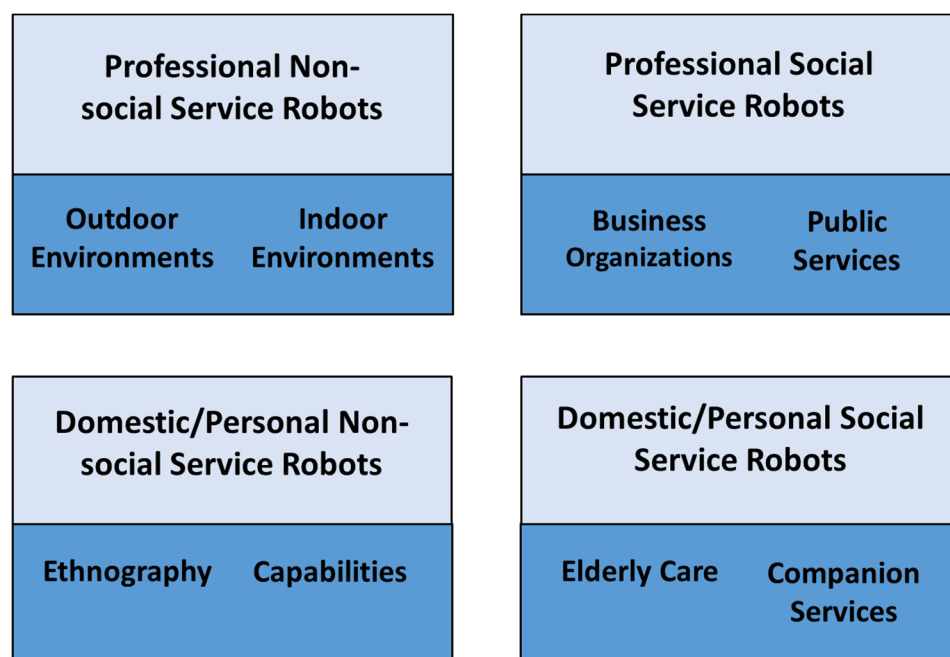 Professional Non-
social Service Robots
Outdoor
Environments
Indoor
Environments
Professional Social
Service Robots
Business
Organizations
Public
Services
Domestic/Personal Non-
social Service Robots
Ethnography
Capabilities
Domestic/Personal Social
Service Robots
Elderly Care
Companion
Services